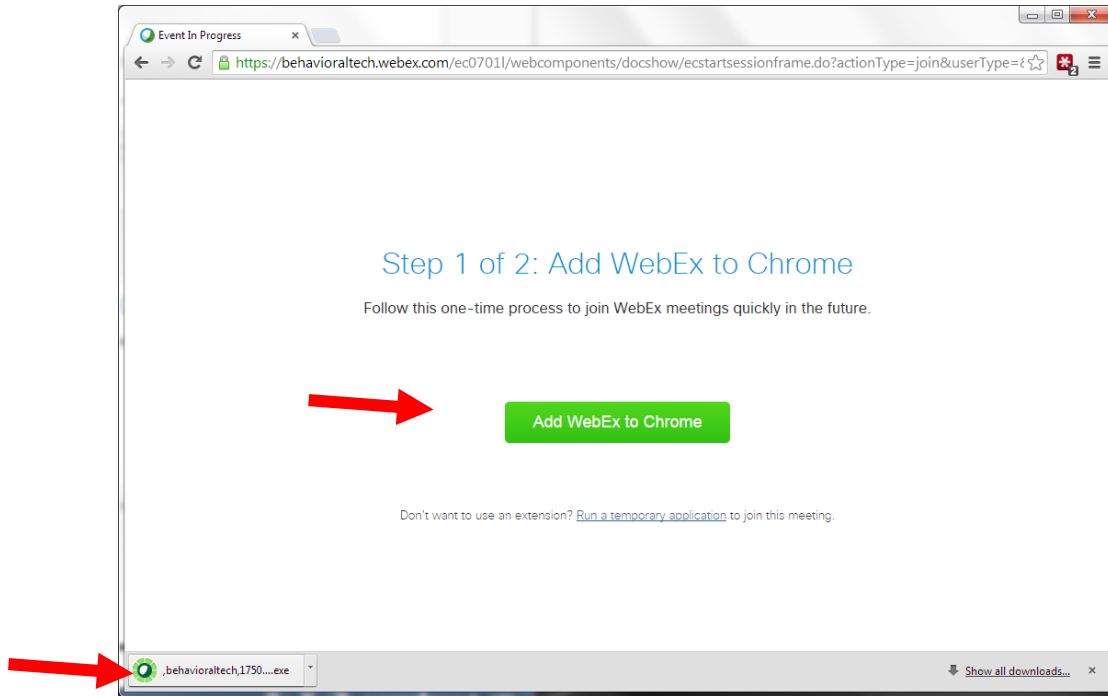 Event In Progress
https://behavioraltech.webex.com/ec0701l/webcomponents/docshow/ecstartsessionframe.do?actionType=join&userType=
2
Step 1 of 2: Add WebEx to Chrome
Follow this one-time process to join WebEx meetings quickly in the future.
Add WebEx to Chrome
Don't want to use an extension? Run a temporary application to join this meeting.
,behavioraltech,1750....exe
Show all downloads...